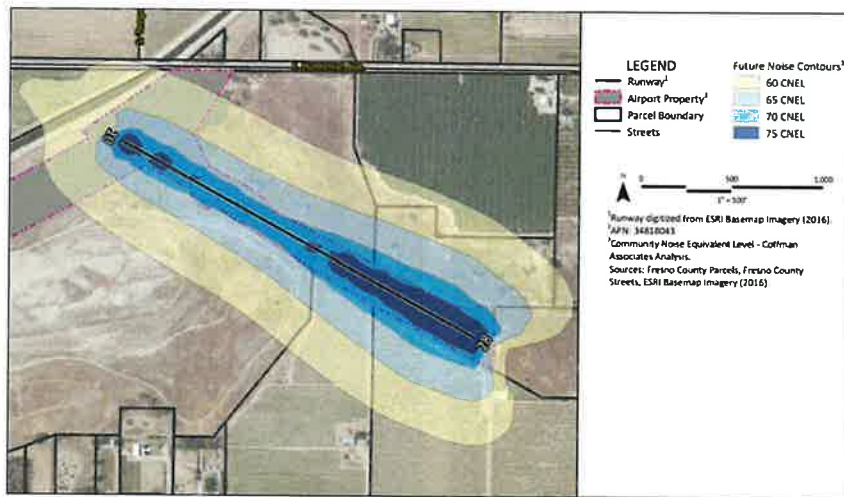 LEGEND
Runway¹
Airport Property²
Parcel Boundary
Streets
Future Noise Contours³
60 CNEL
65 CNEL
70 CNEL
75 CNEL
N
0 500 1,000
1" = 500'
¹Runway digitized from ESRI Basemap Imagery (2016).
²APN: 34818043
³Community Noise Equivalent Level - Coffman
Associates Analysis.
Sources: Fresno County Parcels, Fresno County
Streets, ESRI Basemap Imagery (2016)